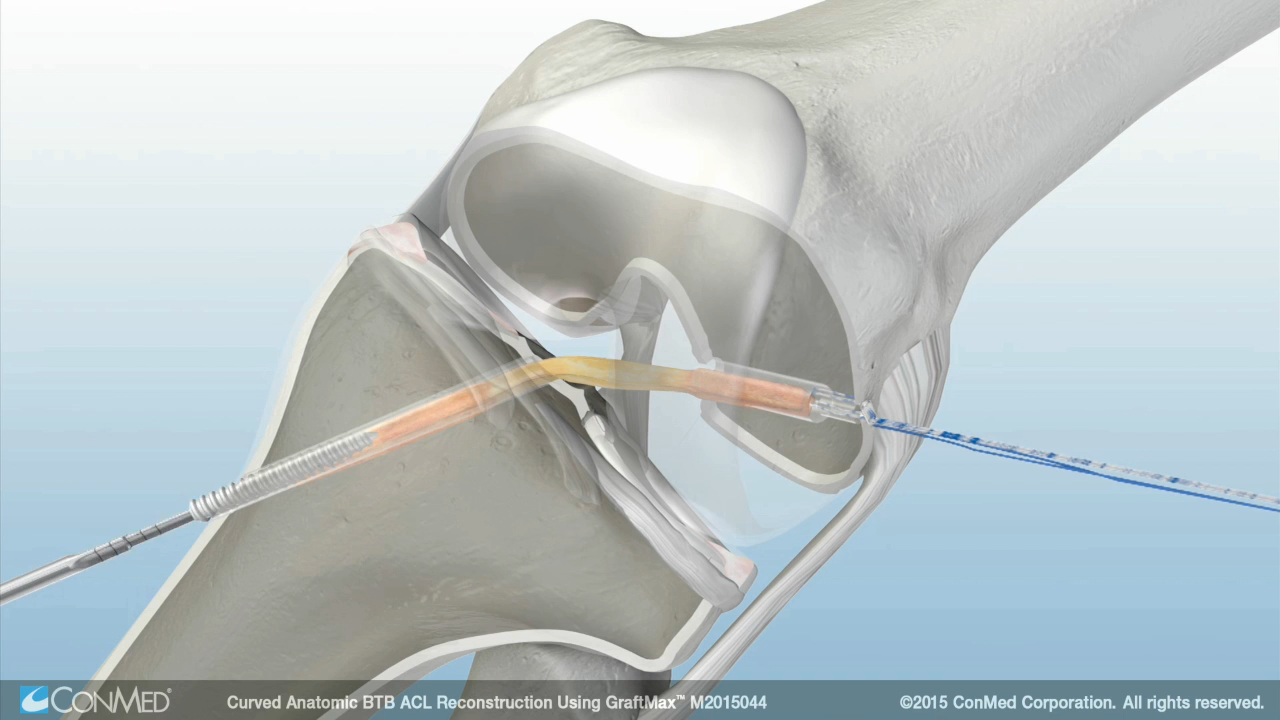 CONMED®
Curved Anatomic BTB ACL Reconstruction Using GraftMax™ M2015044
©2015 ConMed Corporation. All rights reserved.